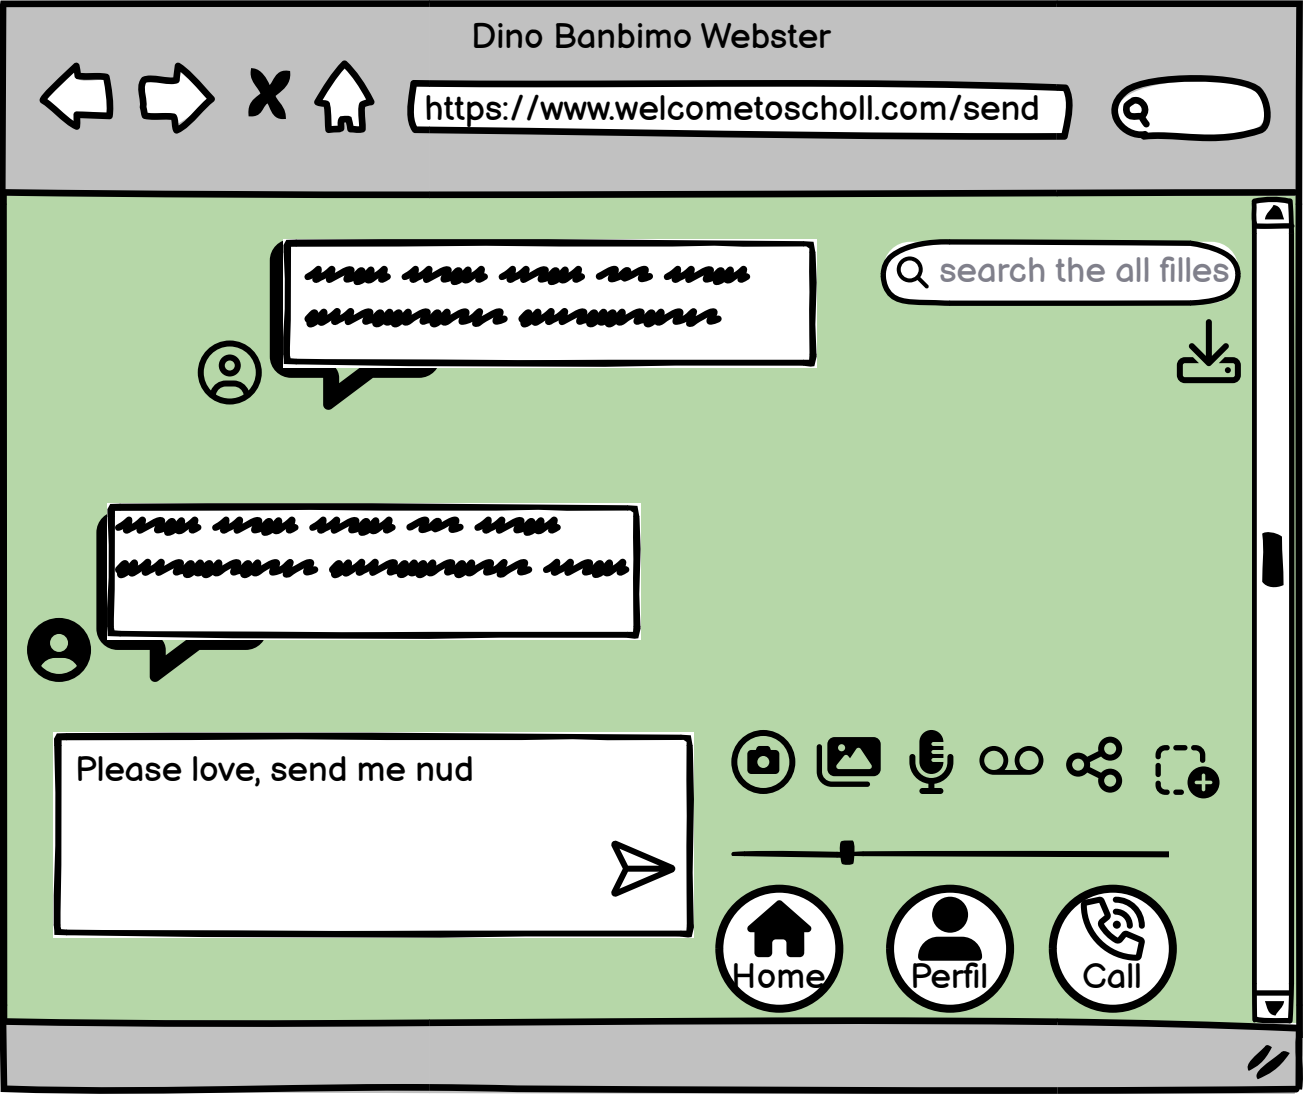 Dino Banbimo Webster
https://www.welcometoscholl.com/send
search the all filles
Please love, send me nud
Home
Perfil
Call